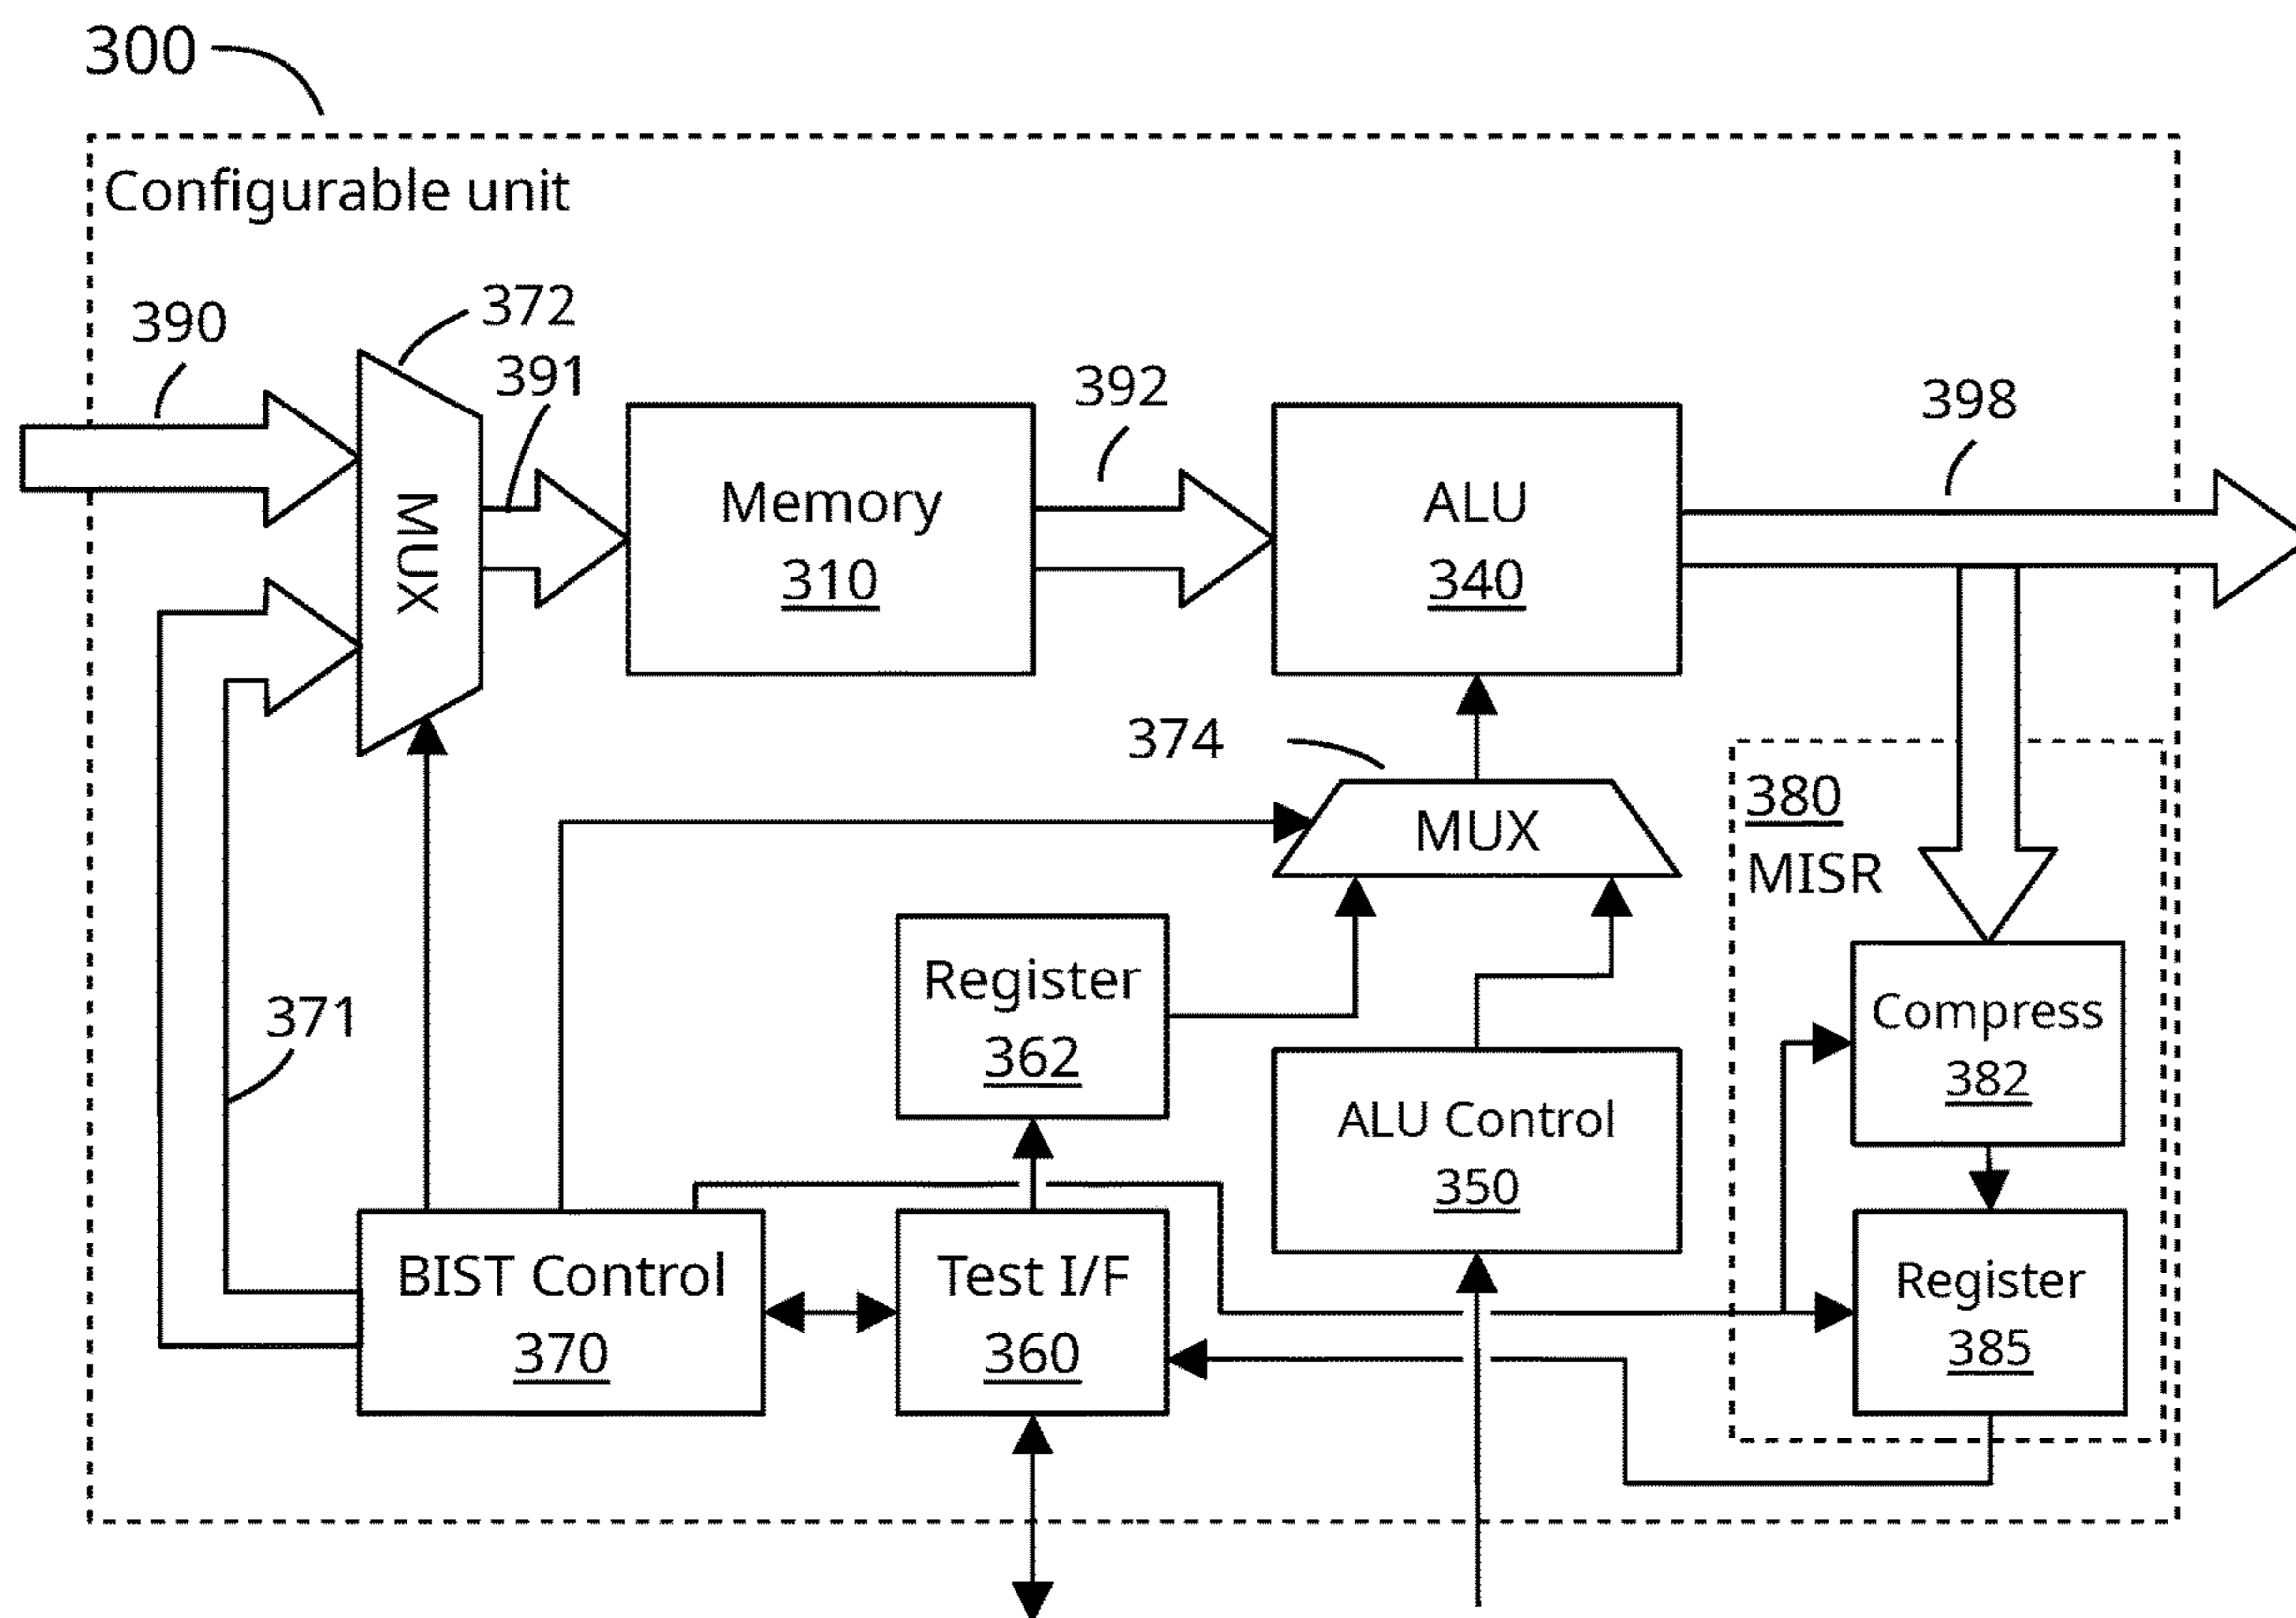 300
Configurable unit
390
372
391
392
398
MUX
Memory
310
ALU
340
374
MUX
380
MISR
371
Register
362
Compress
382
ALU Control
350
BIST Control
370
Test I/F
360
Register
385